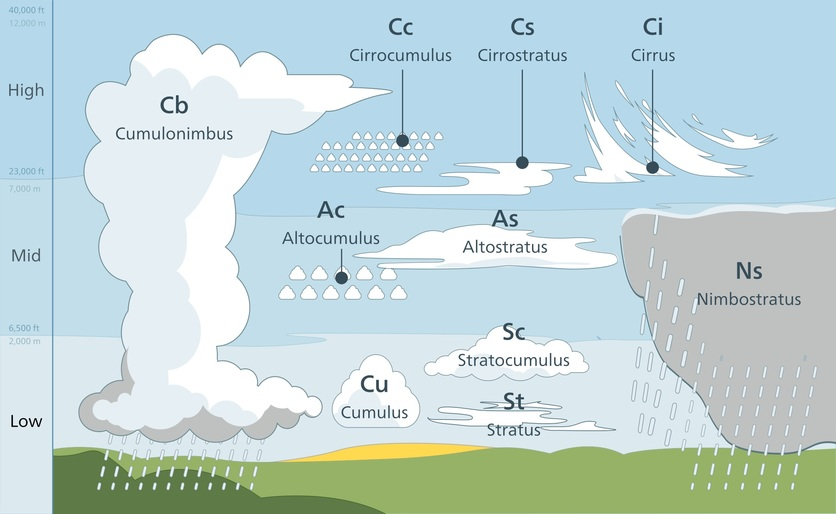 40,000 ft
12,000 m
High
23,000 ft
7,000 m
Mid
6,500 ft
2,000 m
Low
Cb
Cumulonimbus
Cc
Cirrocumulus
Cs
Cirrostratus
Ci
Cirrus
Ac
Altocumulus
As
Altostratus
Ns
Nimbostratus
Sc
Stratocumulus
Cu
Cumulus
St
Stratus